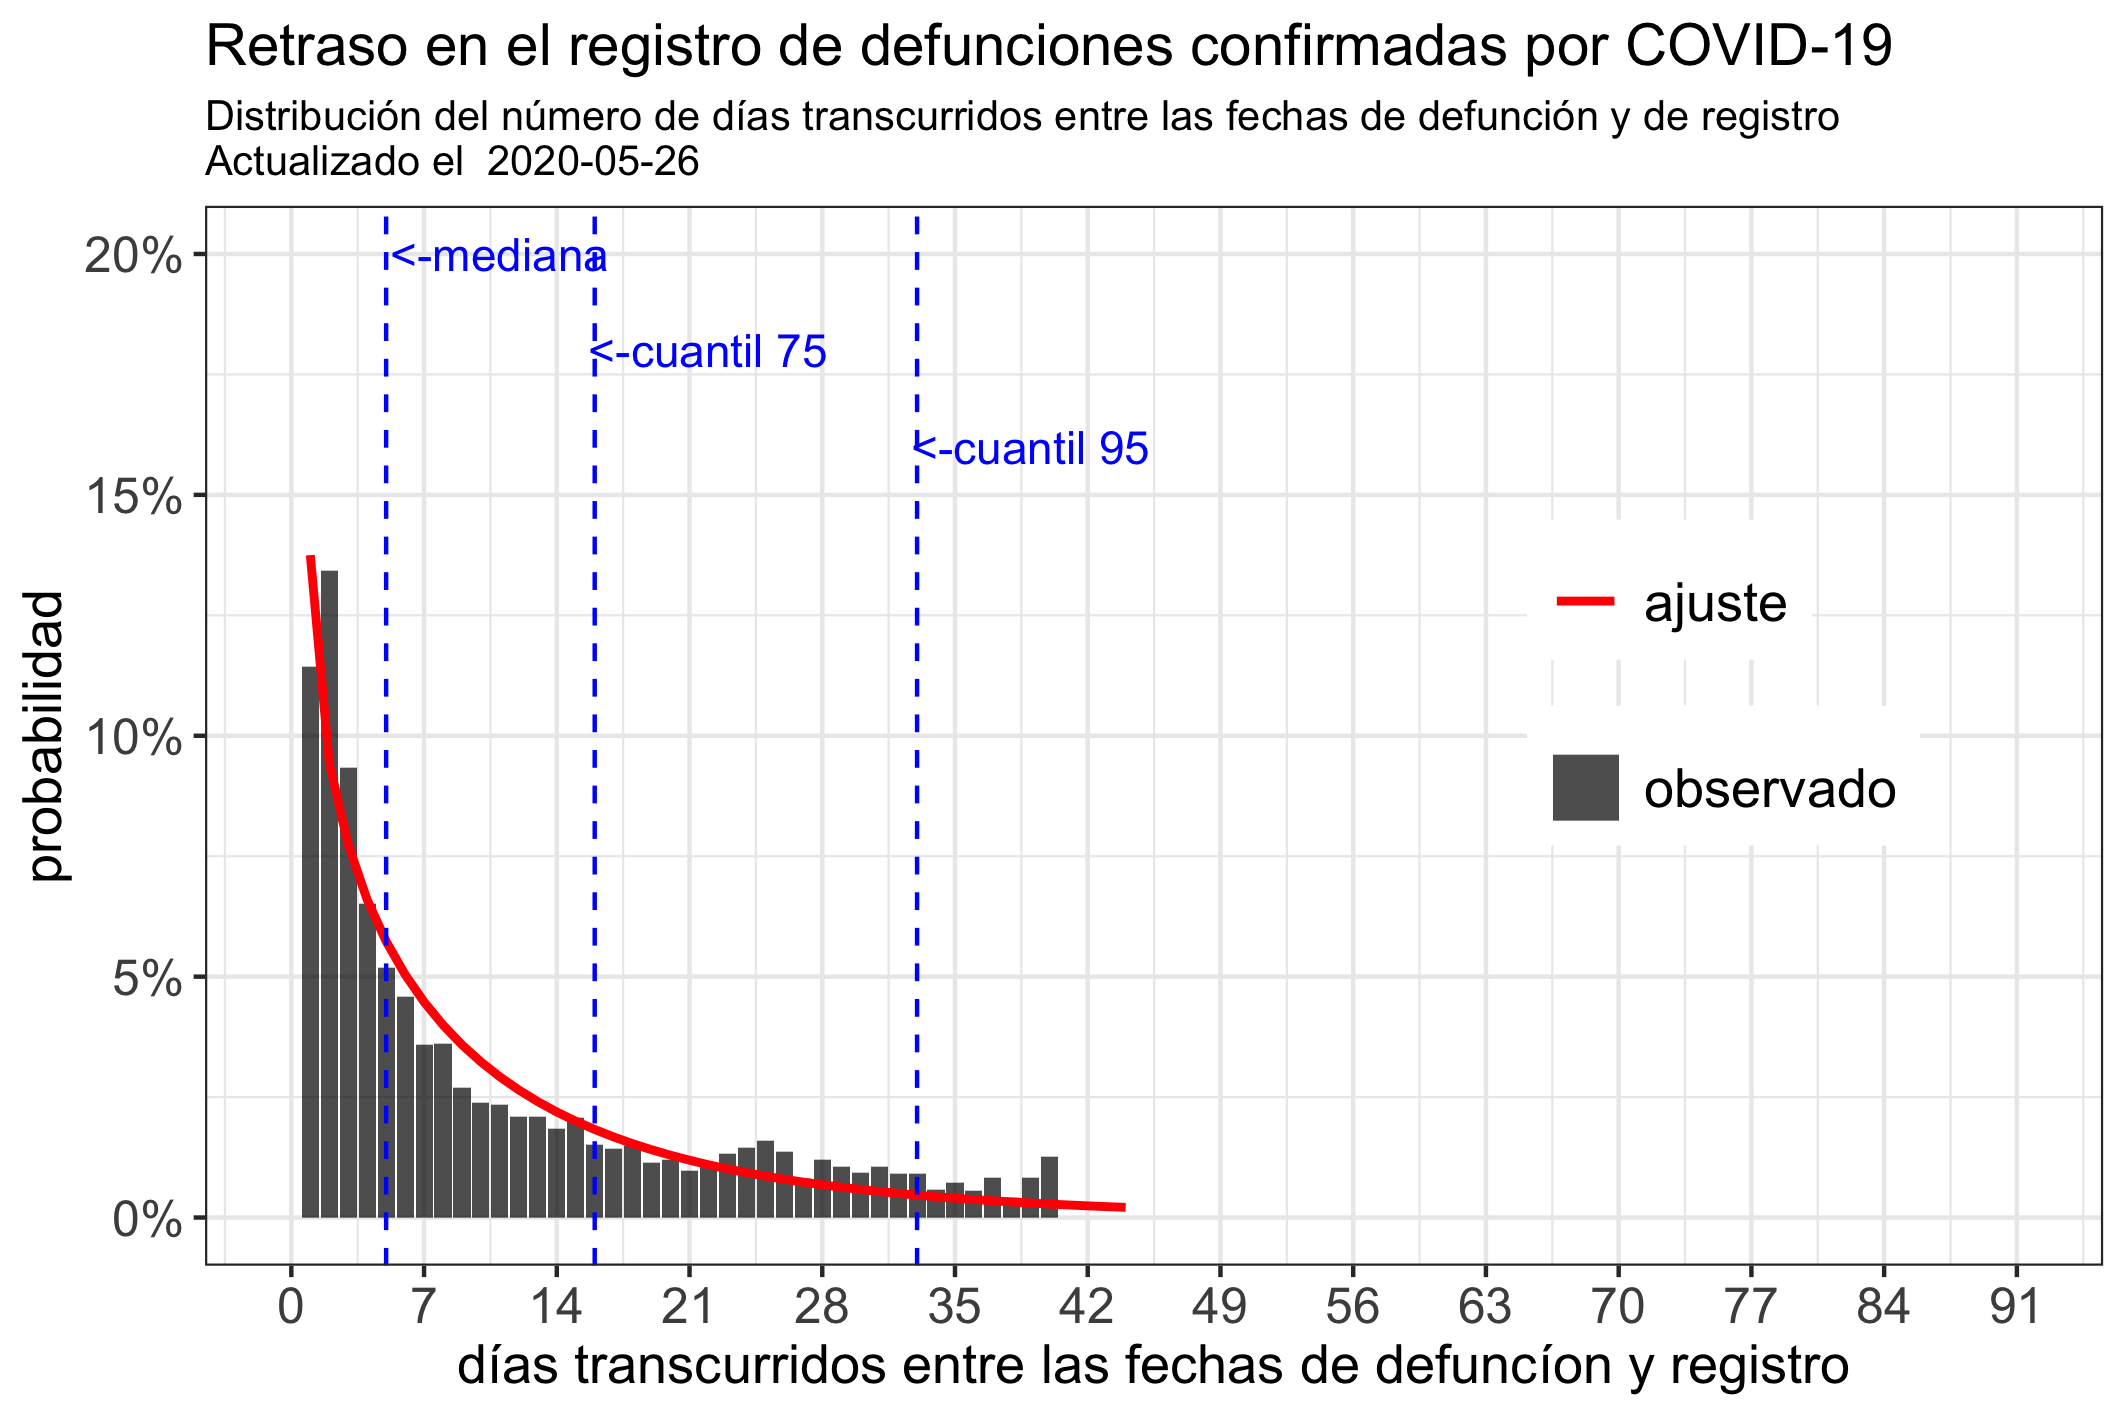 Retraso en el registro de defunciones confirmadas por COVID-19
Distribución del número de días transcurridos entre las fechas de defunción y de registro
Actualizado el  2020-05-26
<-mediana
<-cuantil 75
<-cuantil 95
20%
15%
10%
5%
0%
probabilidad
ajuste
observado
0 7 14 21 28 35 42 49 56 63 70 77 84 91
días transcurridos entre las fechas de defuncíon y registro